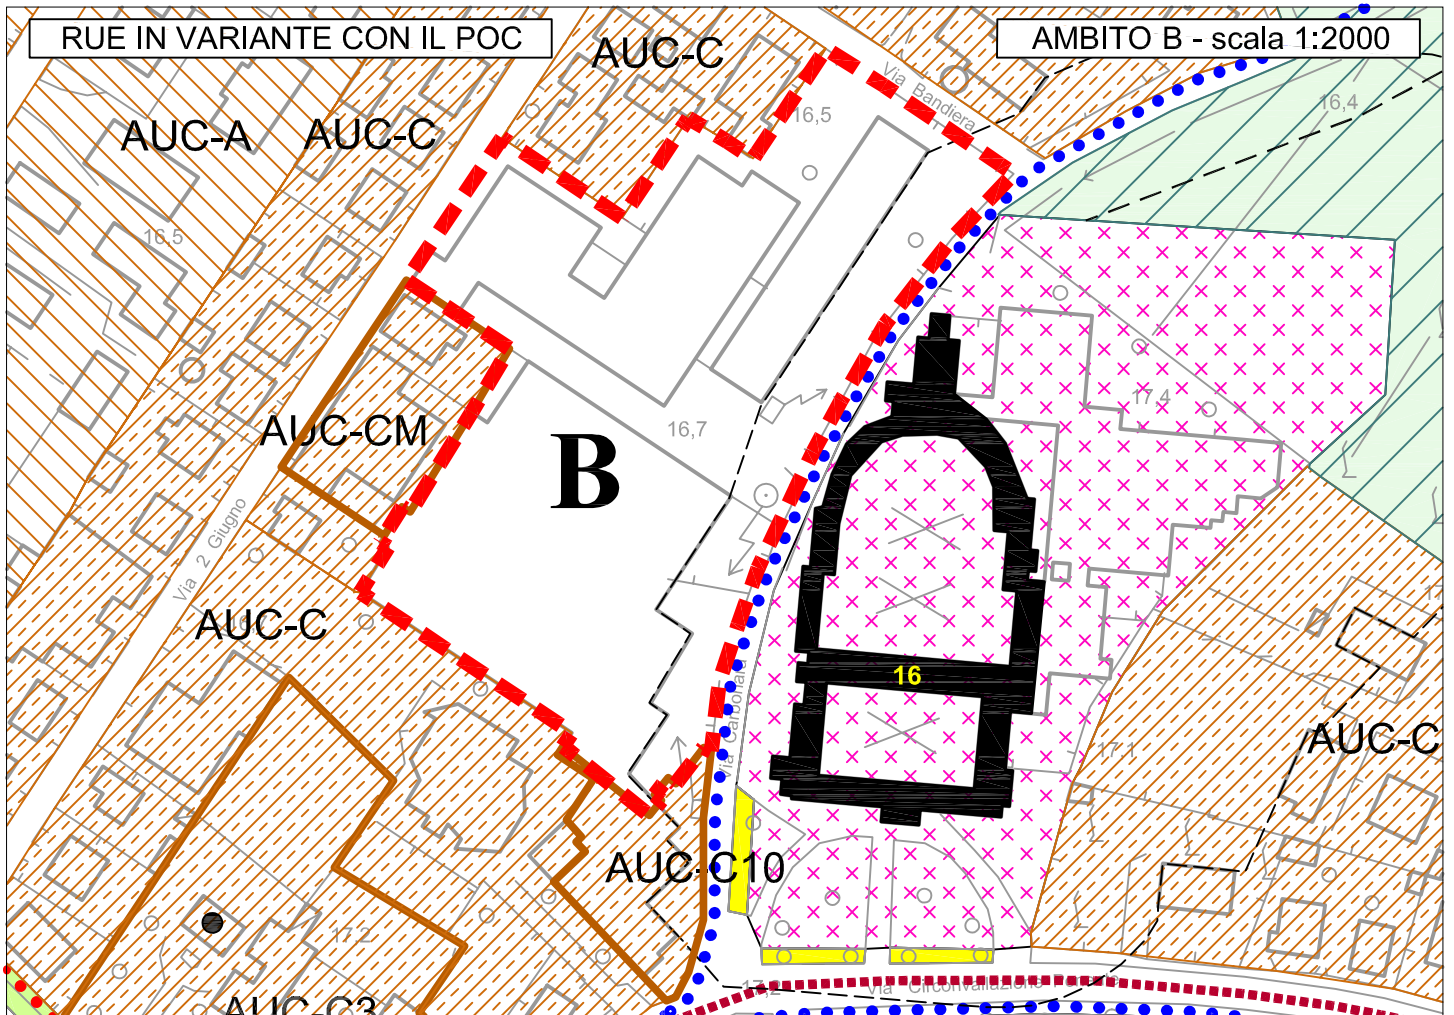 RUE IN VARIANTE CON IL POC
AMBITO B - scala 1:2000
AUC-C
Via Bandiera
16,5
16,4
AUC-A
AUC-C
16,5
17,4
AUC-CM
16,7
B
Via 2 Giugno
AUC-C
16
Via Carbonai
17,1
AUC-C
AUC-C10
17,2
17,2
Via Circonvallazione
AUC-C3